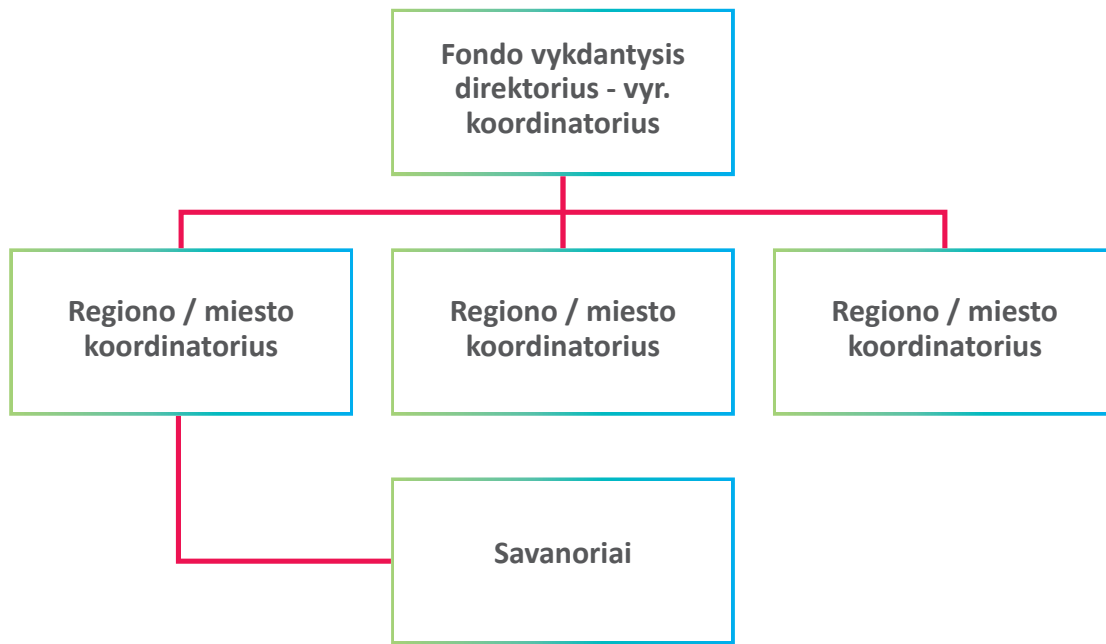 Fondo vykdantysis
direktorius - vyr.
koordinatorius
Regiono / miesto
koordinatorius
Regiono / miesto
koordinatorius
Regiono / miesto
koordinatorius
Savanoriai